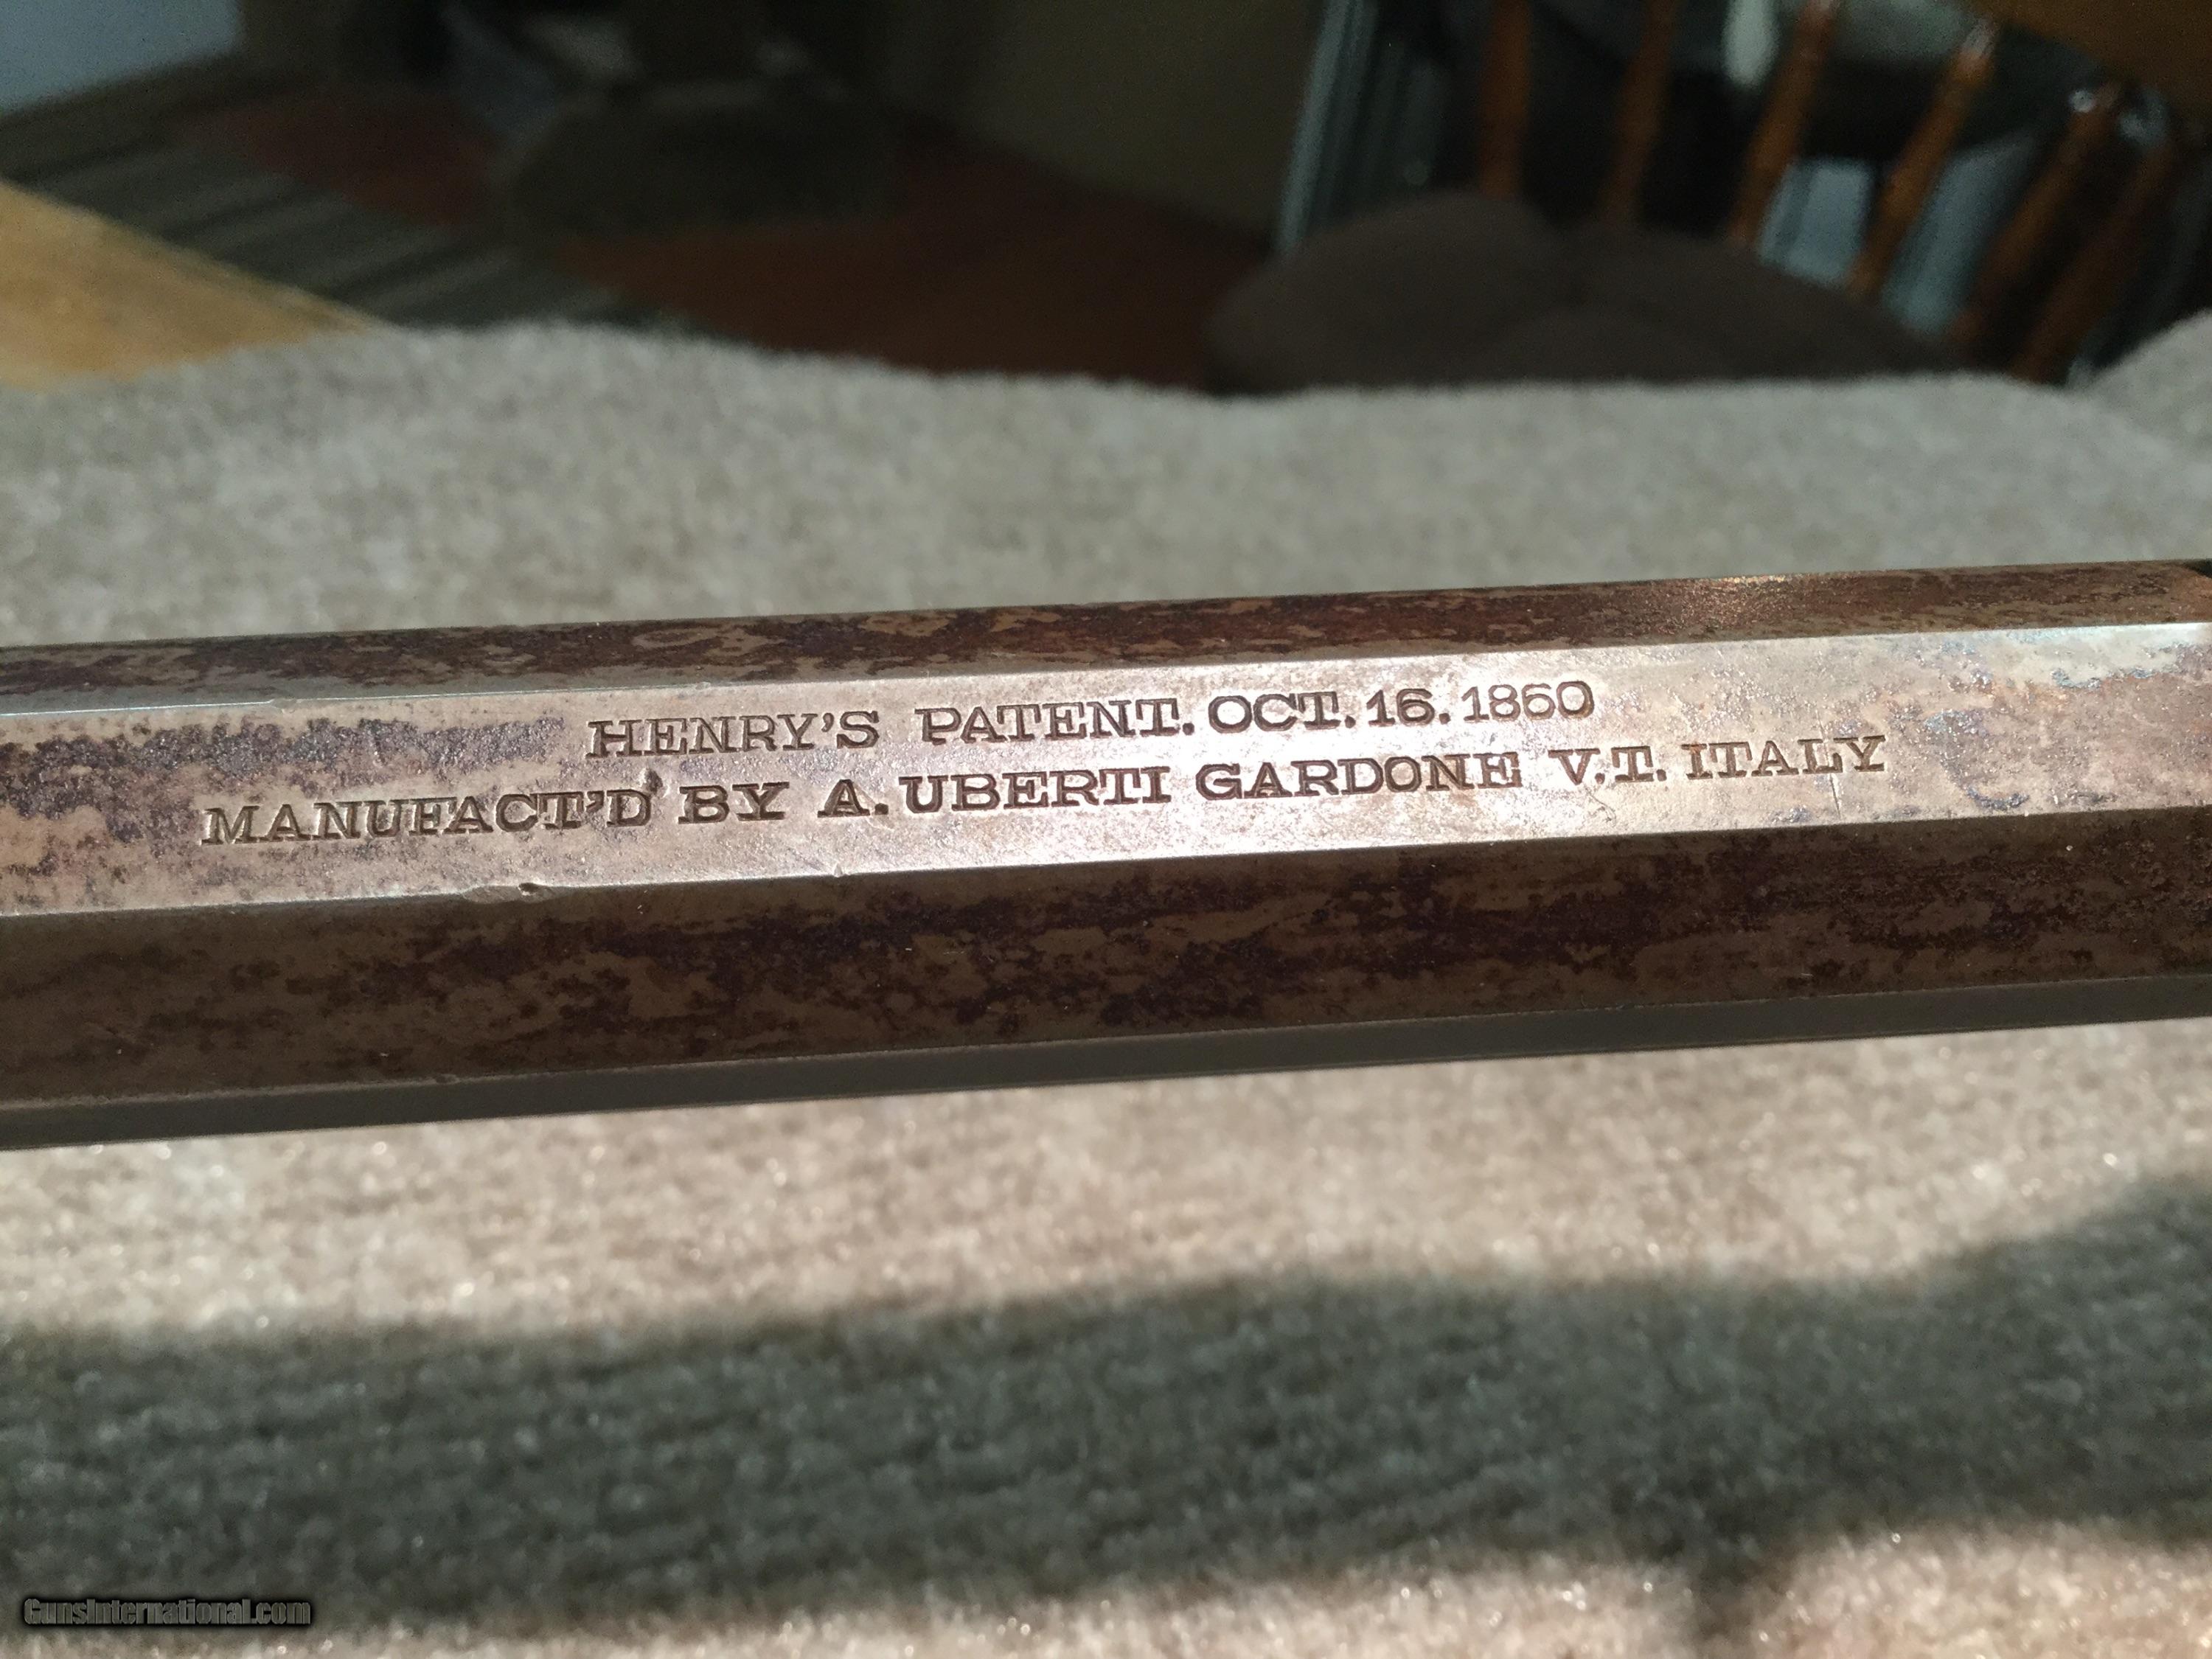 HENRY'S PATENT. OCT. 16. 1860
MANUFACT'D BY A. UBERTI GARDONE V.T. ITALY
GunsInternational.com